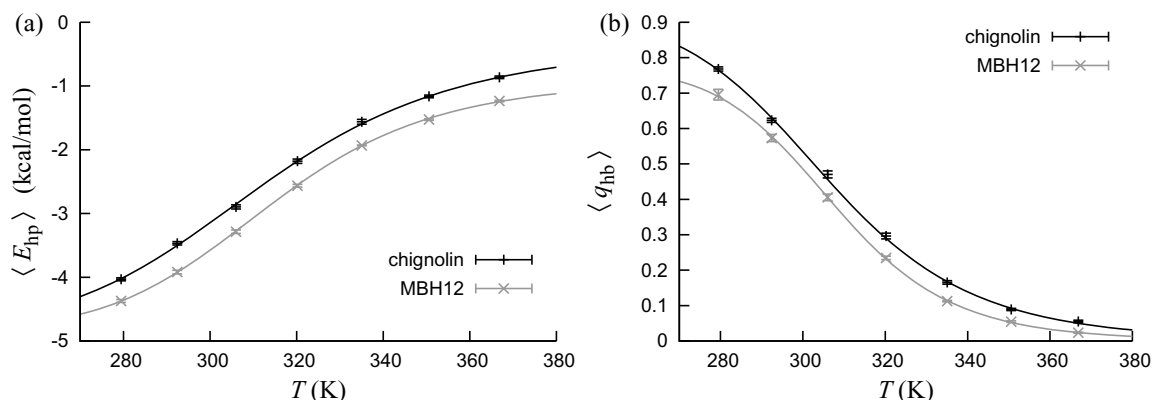 (a)
0
-1
-2
-3
-4
-5
⟨ E_hp ⟩ (kcal/mol)
chignolin
MBH12
280 300 320 340 360 380
T (K)
(b)
0.9
0.8
0.7
0.6
0.5
0.4
0.3
0.2
0.1
0
⟨ q_hb ⟩
chignolin
MBH12
280 300 320 340 360 380
T (K)